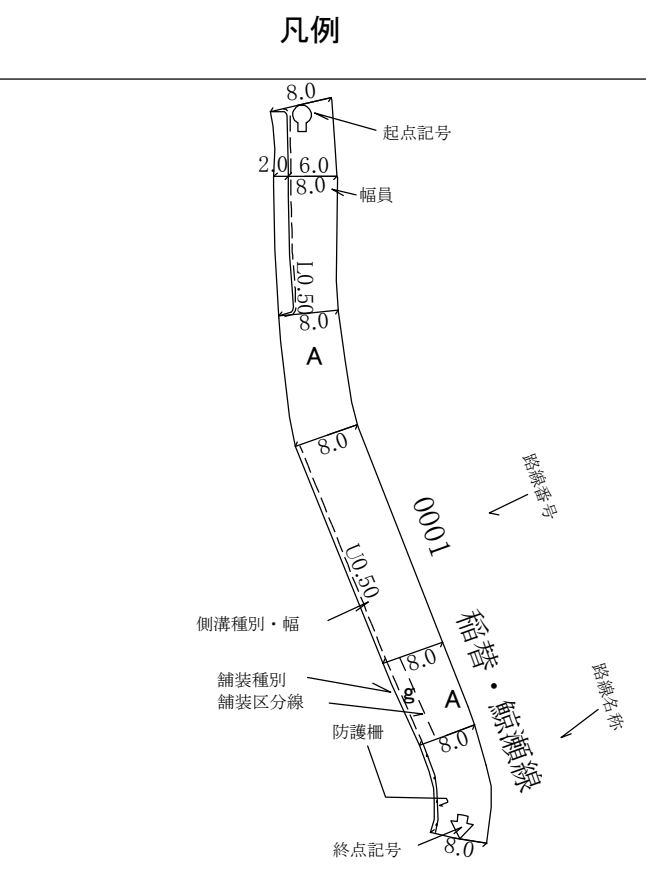 凡例
8.0
起点記号
2.0 6.0
8.0
幅員
L0.50
8.0
A
8.0
路線番号
0001
U0.50
側溝種別・幅
稲替・鯨瀬線
8.0
路線名称
舗装種別
g
A
舗装区分線
防護柵
8.0
終点記号
8.0